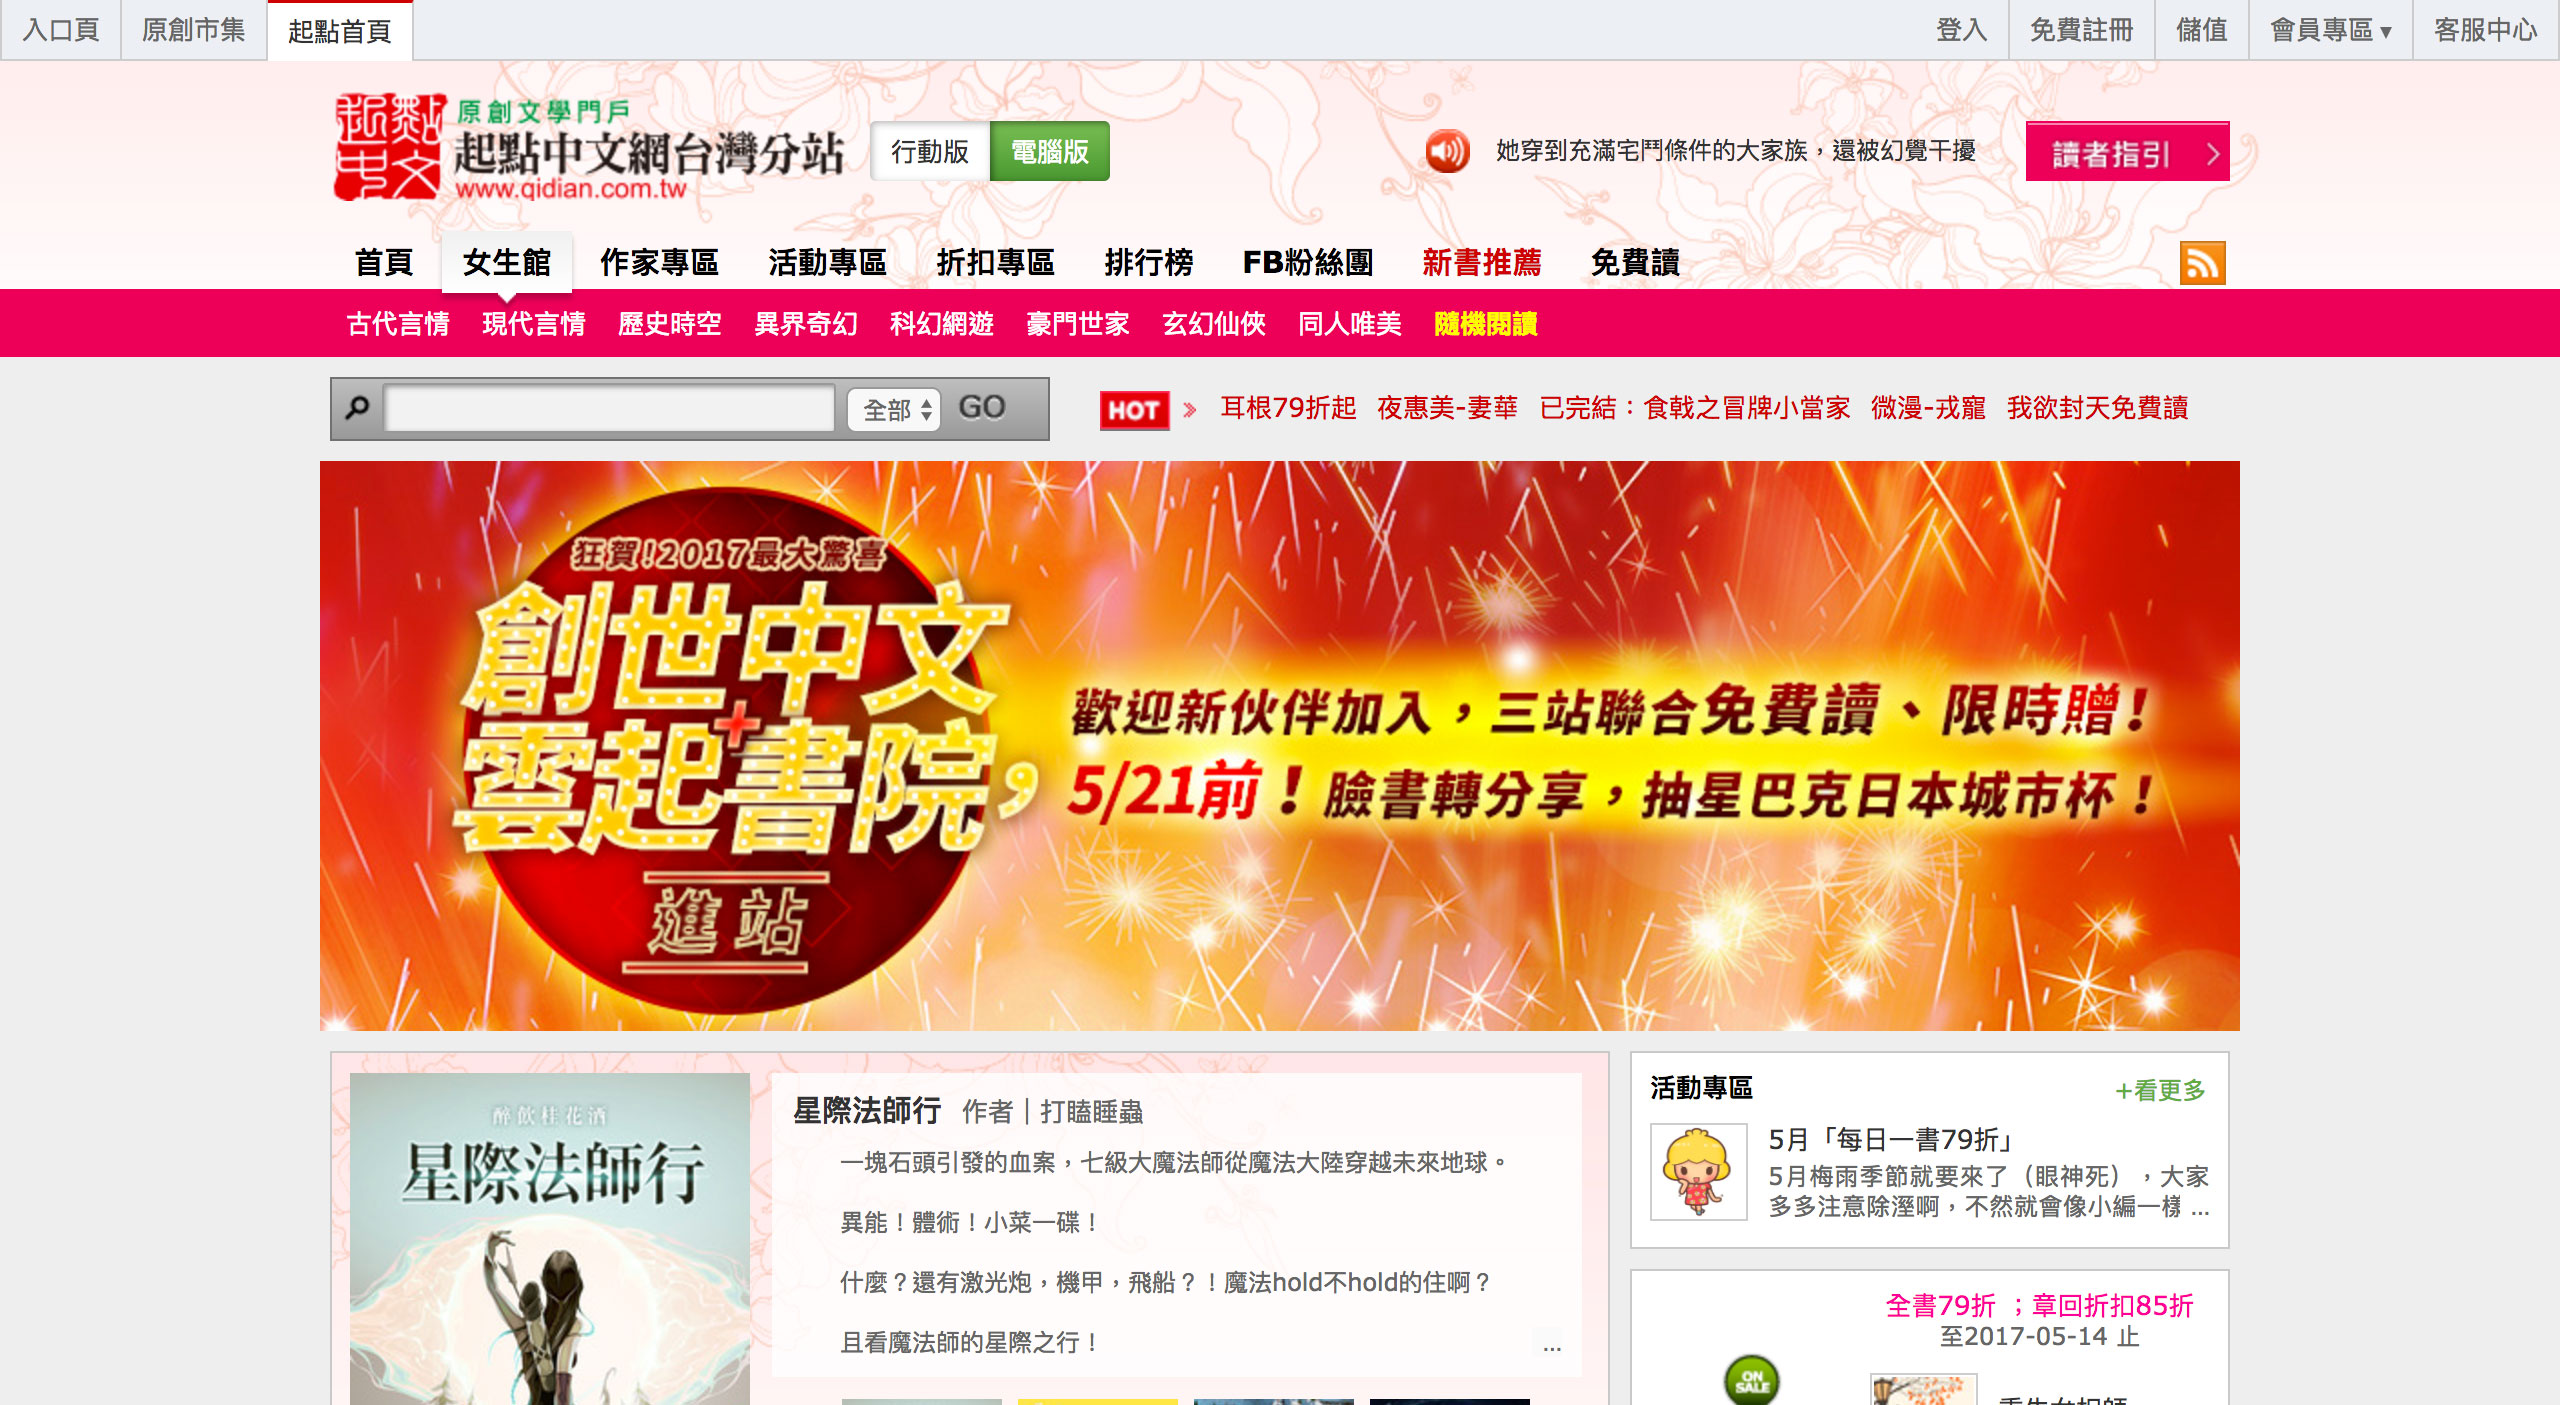 入口頁 原創市集 起點首頁 登入 免費註冊 儲值 會員專區▼ 客服中心
起點中文
原創文學門戶
起點中文網台灣分站
www.qidian.com.tw
行動版 電腦版
她穿到充滿宅鬥條件的大家族，還被幻覺干擾
讀者指引
首頁 女生館 作家專區 活動專區 折扣專區 排行榜 FB粉絲團 新書推薦 免費讀
古代言情 現代言情 歷史時空 異界奇幻 科幻網遊 豪門世家 玄幻仙俠 同人唯美 隨機閱讀
全部 GO
HOT 耳根79折起 夜惠美-妻華 已完結：食戟之冒牌小當家 微漫-戎寵 我欲封天免費讀
狂賀!2017最大驚喜
創世中文
+
雲起書院，
進站
歡迎新伙伴加入，三站聯合免費讀、限時贈!
5/21前！臉書轉分享，抽星巴克日本城市杯！
醉飲桂花酒
星際法師行
星際法師行 作者｜打瞌睡蟲
一塊石頭引發的血案，七級大魔法師從魔法大陸穿越未來地球。
異能！體術！小菜一碟！
什麼？還有激光炮，機甲，飛船？！魔法hold不hold的住啊？
且看魔法師的星際之行！ ...
活動專區 +看更多
5月「每日一書79折」
5月梅雨季節就要來了（眼神死），大家
多多注意除溼啊，不然就會像小編一樣 ...
全書79折 ；章回折扣85折
至2017-05-14 止
ON SALE